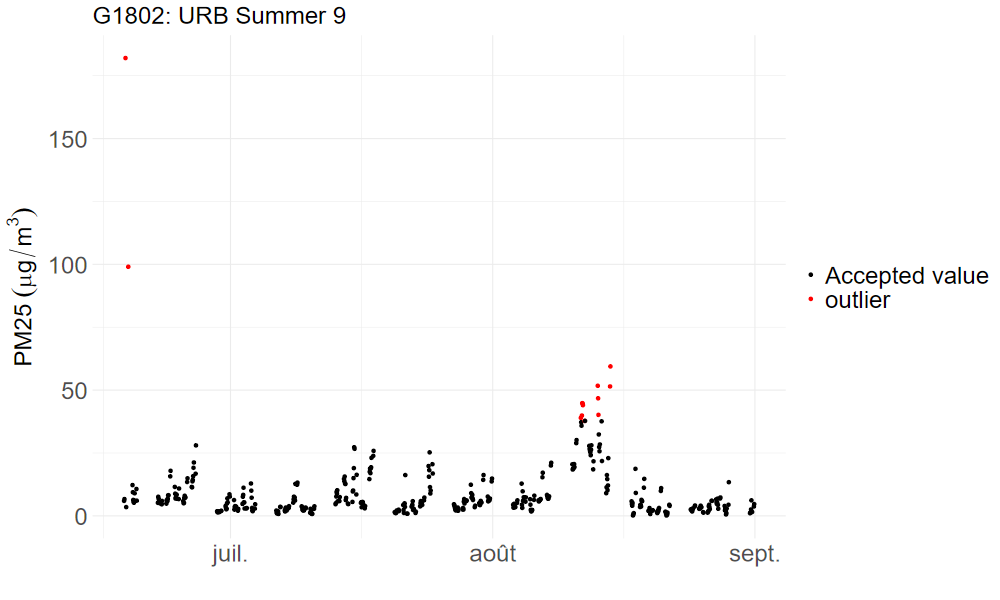 G1802: URB Summer 9
PM25 (μg/m³)
150
100
50
0
juil.
août
sept.
Accepted value
outlier